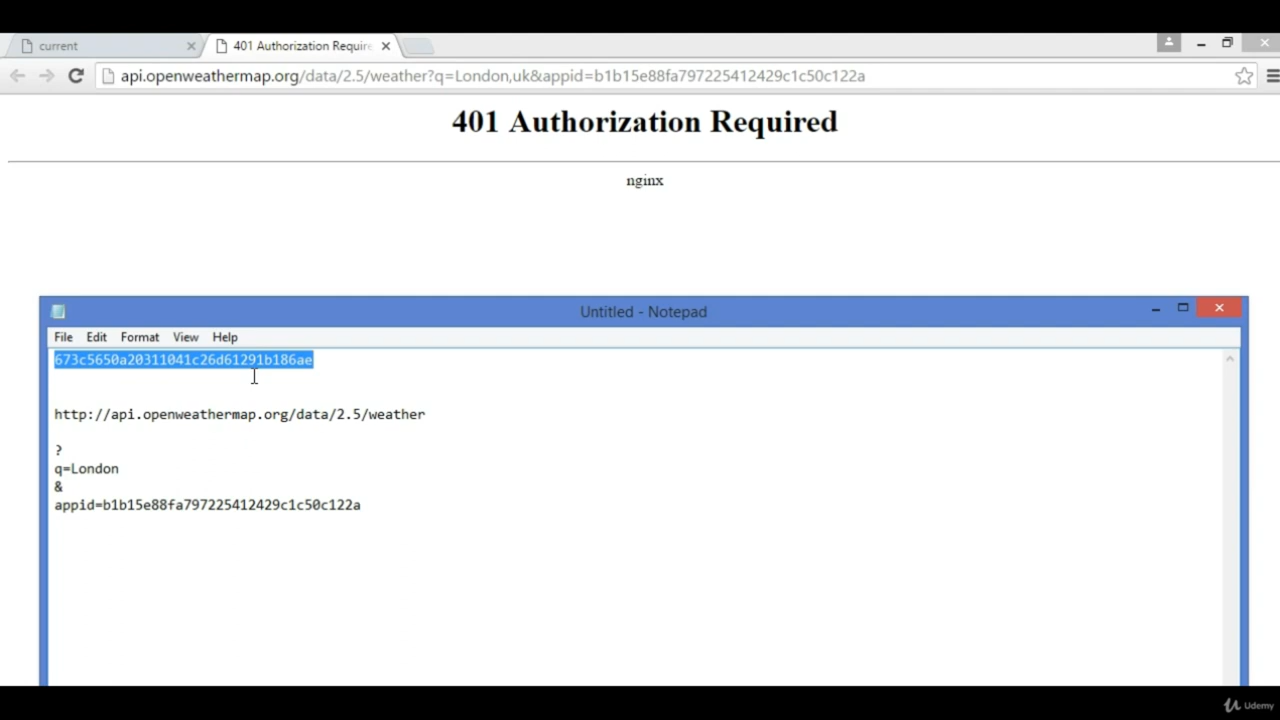 current
401 Authorization Require
api.openweathermap.org/data/2.5/weather?q=London,uk&appid=b1b15e88fa797225412429c1c50c122a
401 Authorization Required
nginx
Untitled - Notepad
File Edit Format View Help
673c5650a20311041c26d61291b186ae
http://api.openweathermap.org/data/2.5/weather
?
q=London
&
appid=b1b15e88fa797225412429c1c50c122a
Udemy